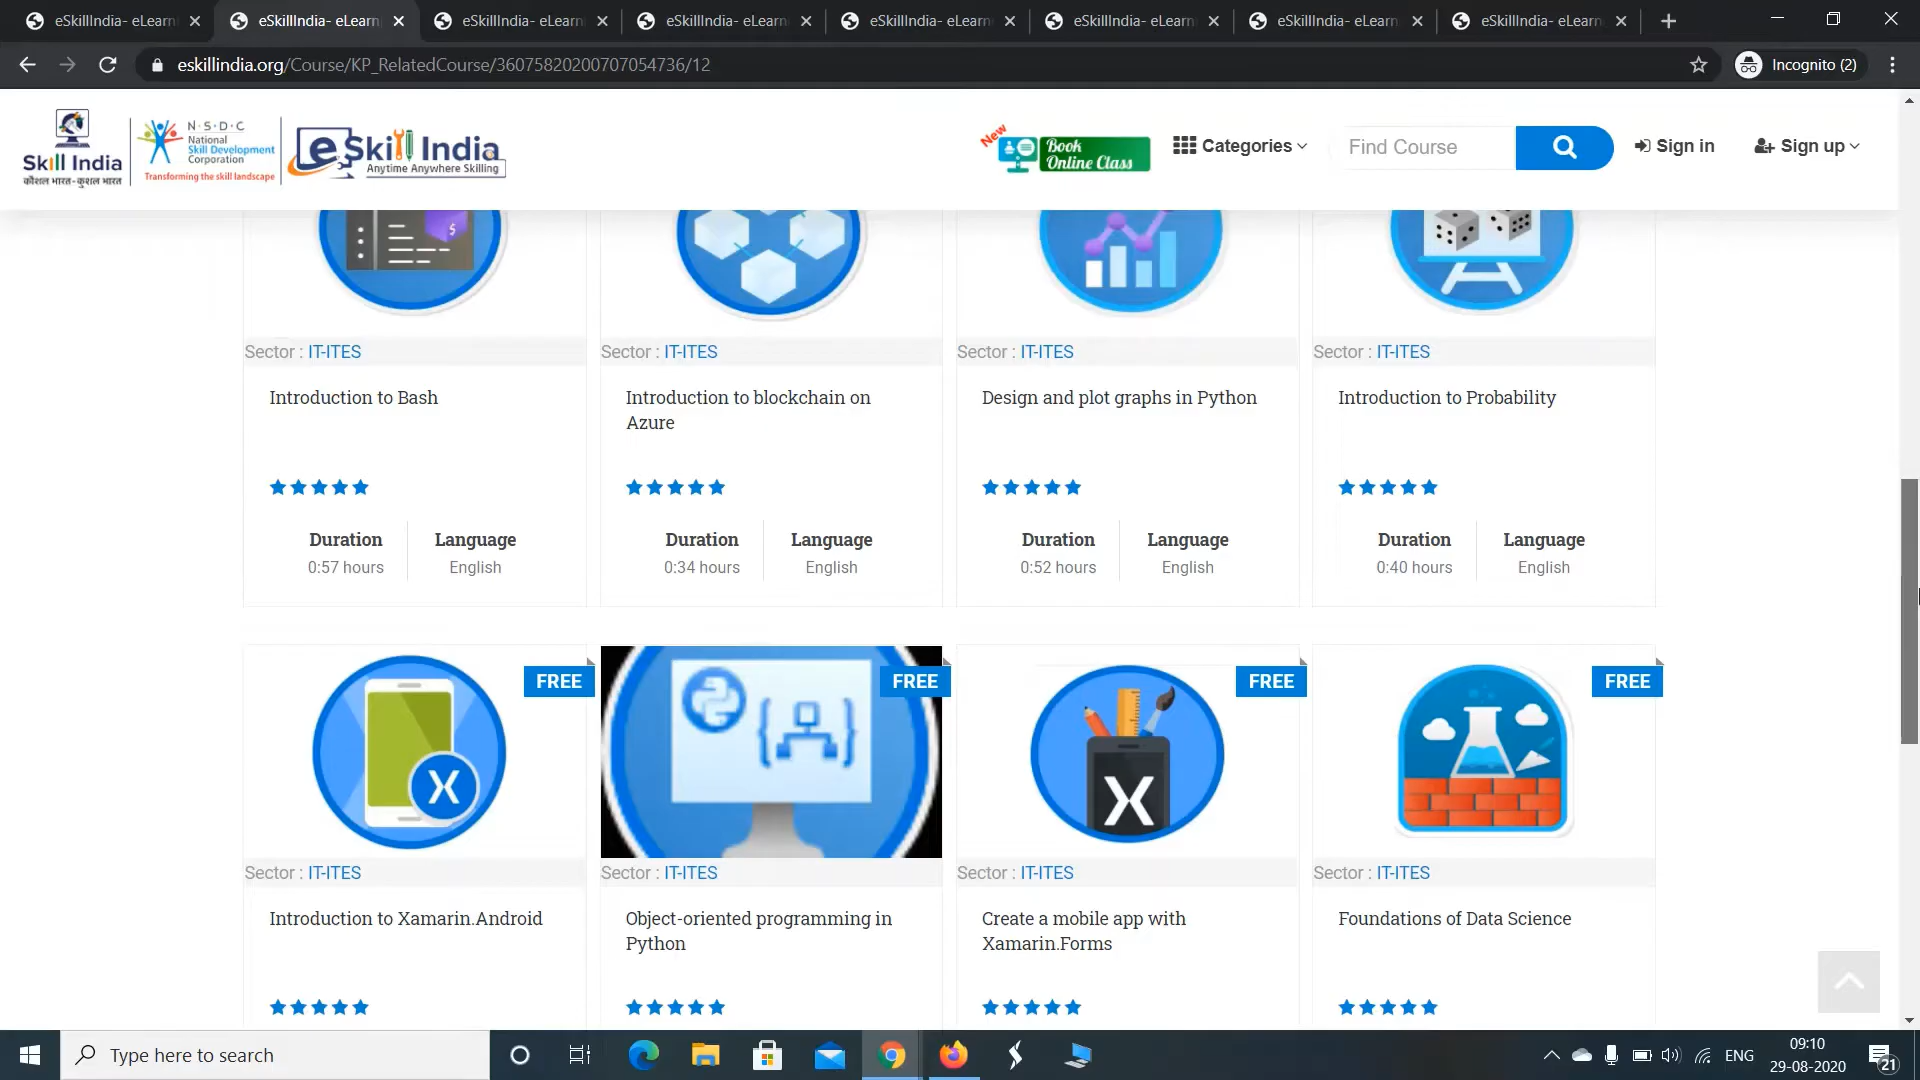 eSkillIndia- eLearni
eSkillIndia- eLearn
eSkillIndia- eLearni
eSkillIndia- eLearn
eSkillIndia- eLearn
eSkillIndia- eLearni
eSkillIndia- eLearn
eSkillIndia- eLearn
eskillindia.org/Course/KP_RelatedCourse/36075820200707054736/12
Incognito (2)
Skill India
कौशल भारत-कुशल भारत
N·S·D·C
National
Skill Development
Corporation
Transforming the skill landscape
eSkill India
Anytime Anywhere Skilling
New
Book
Online Class
Categories
Find Course
Sign in
Sign up
Sector : IT-ITES
Sector : IT-ITES
Sector : IT-ITES
Sector : IT-ITES
Introduction to Bash
Introduction to blockchain on
Azure
Design and plot graphs in Python
Introduction to Probability
Duration Language
0:57 hours English
Duration Language
0:34 hours English
Duration Language
0:52 hours English
Duration Language
0:40 hours English
FREE
FREE
FREE
FREE
Sector : IT-ITES
Sector : IT-ITES
Sector : IT-ITES
Sector : IT-ITES
Introduction to Xamarin.Android
Object-oriented programming in
Python
Create a mobile app with
Xamarin.Forms
Foundations of Data Science
Type here to search
ENG
09:10
29-08-2020
21